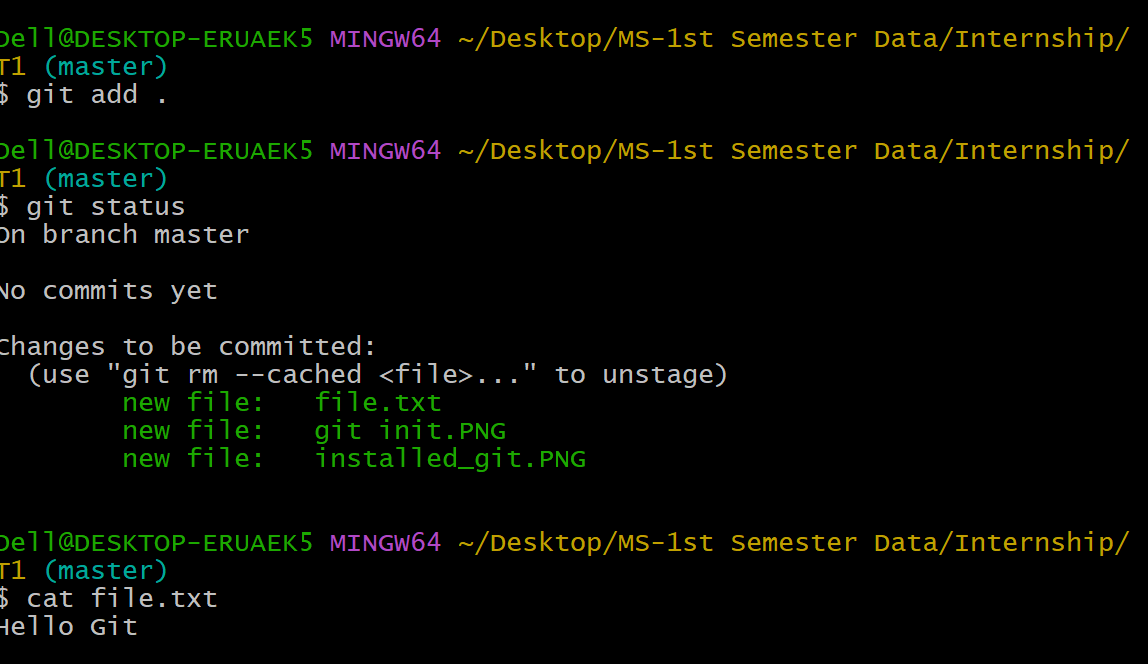 Dell@DESKTOP-ERUAEK5 MINGW64 ~/Desktop/MS-1st Semester Data/Internship/
T1 (master)
$ git add .
Dell@DESKTOP-ERUAEK5 MINGW64 ~/Desktop/MS-1st Semester Data/Internship/
T1 (master)
$ git status
On branch master
No commits yet
Changes to be committed:
  (use "git rm --cached <file>..." to unstage)
        new file:   file.txt
        new file:   git init.PNG
        new file:   installed_git.PNG
Dell@DESKTOP-ERUAEK5 MINGW64 ~/Desktop/MS-1st Semester Data/Internship/
T1 (master)
$ cat file.txt
Hello Git